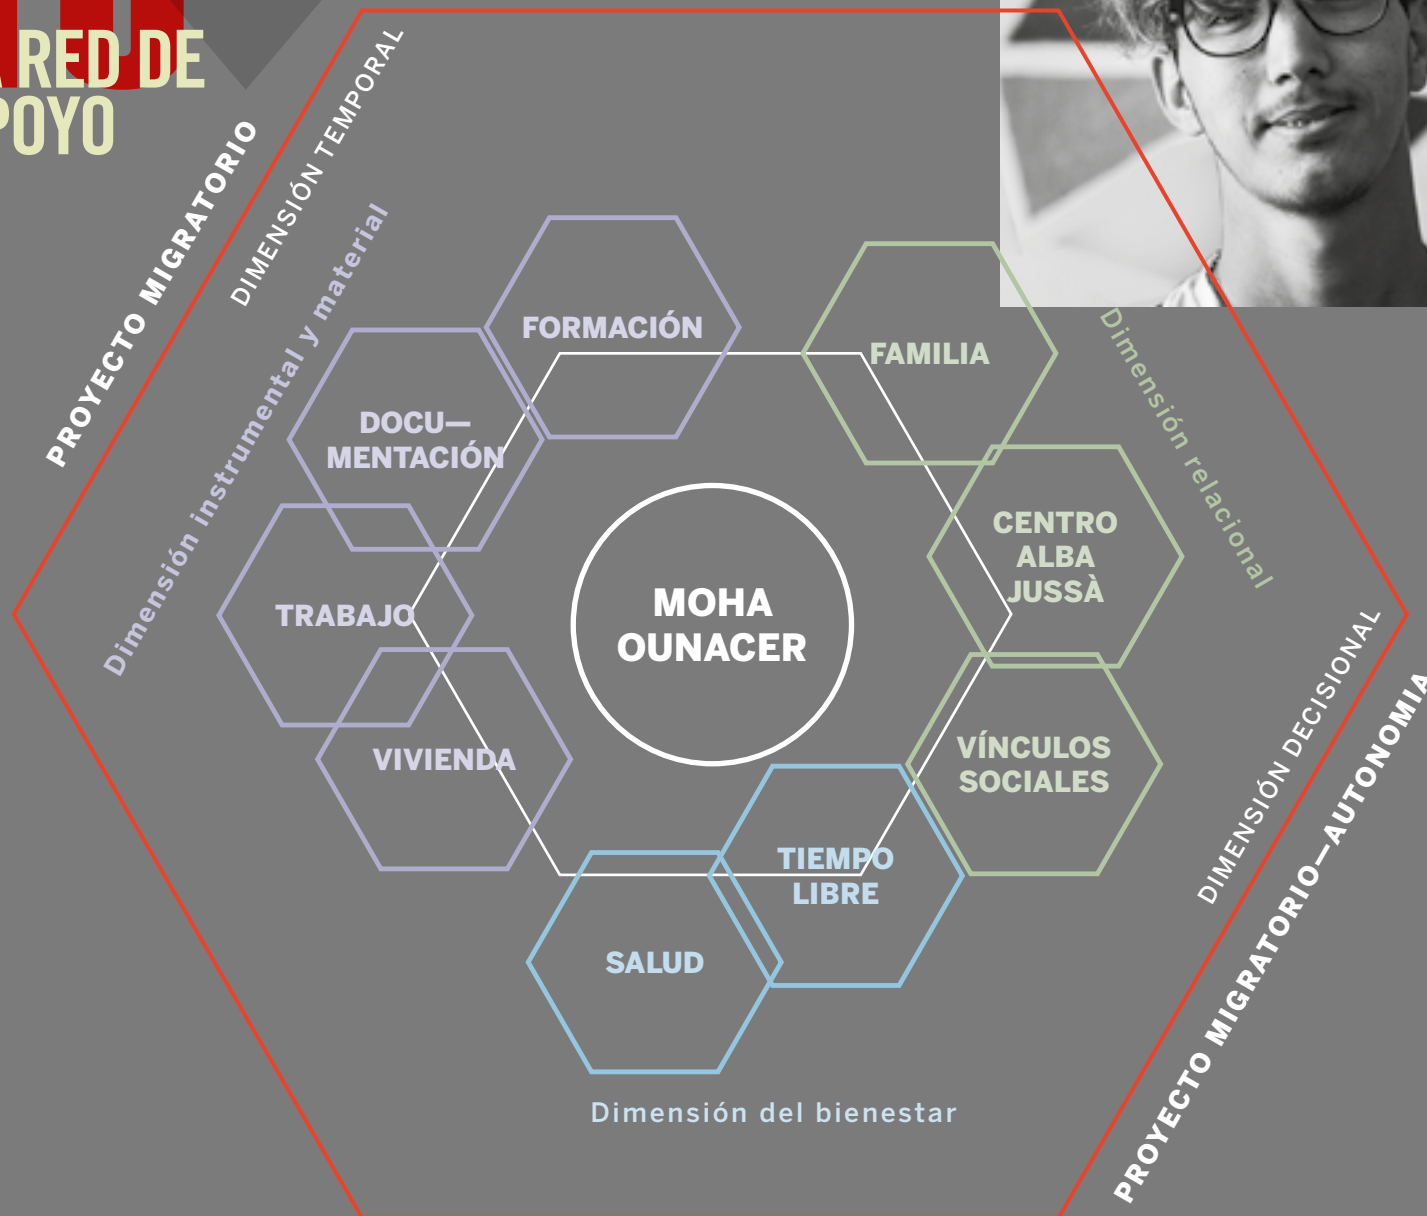 RED DE
POYO
PROYECTO MIGRATORIO
DIMENSIÓN TEMPORAL
Dimensión instrumental y material
FORMACIÓN
FAMILIA
DOCU—
MENTACIÓN
TRABAJO
VIVIENDA
MOHA
OUNACER
CENTRO
ALBA
JUSSÀ
VÍNCULOS
SOCIALES
TIEMPO
LIBRE
SALUD
Dimensión relacional
Dimensión del bienestar
DIMENSIÓN DECISIONAL
PROYECTO MIGRATORIO—AUTONOMIA